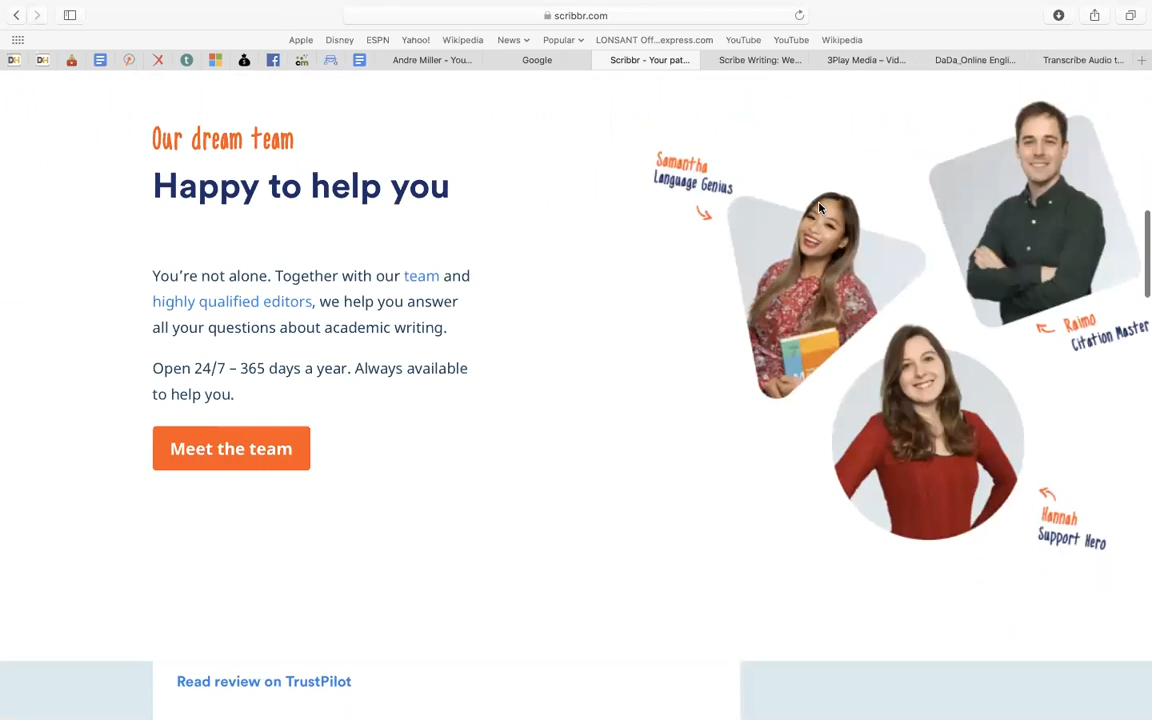 scribbr.com
Apple Disney ESPN Yahoo! Wikipedia News Popular LONSANT Off...express.com YouTube YouTube Wikipedia
DH DH Andre Miller - You... Google Scribbr - Your pat... Scribe Writing: We... 3Play Media – Vid... DaDa_Online Engli... Transcribe Audio t...
Our dream team
Happy to help you
You're not alone. Together with our team and
highly qualified editors, we help you answer
all your questions about academic writing.
Open 24/7 – 365 days a year. Always available
to help you.
Meet the team
Samantha
Language Genius
Raimo
Citation Master
Hannah
Support Hero
Read review on TrustPilot